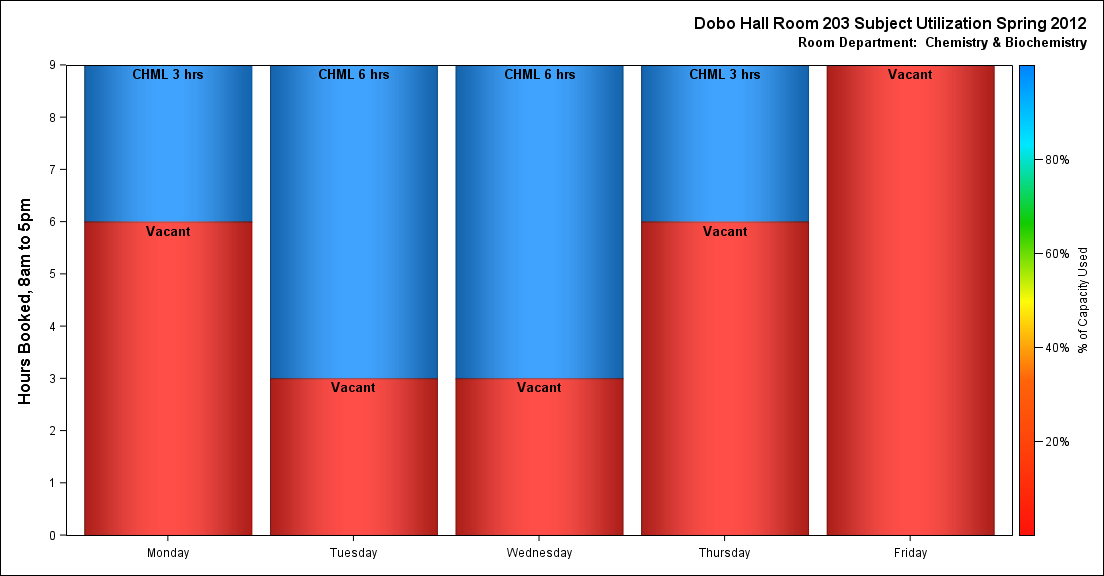 Dobo Hall Room 203 Subject Utilization Spring 2012
Room Department:  Chemistry & Biochemistry
Hours Booked, 8am to 5pm
9
8
7
6
5
4
3
2
1
0
CHML 3 hrs
Vacant
CHML 6 hrs
Vacant
CHML 6 hrs
Vacant
CHML 3 hrs
Vacant
Vacant
Monday
Tuesday
Wednesday
Thursday
Friday
80%
60%
40%
20%
% of Capacity Used